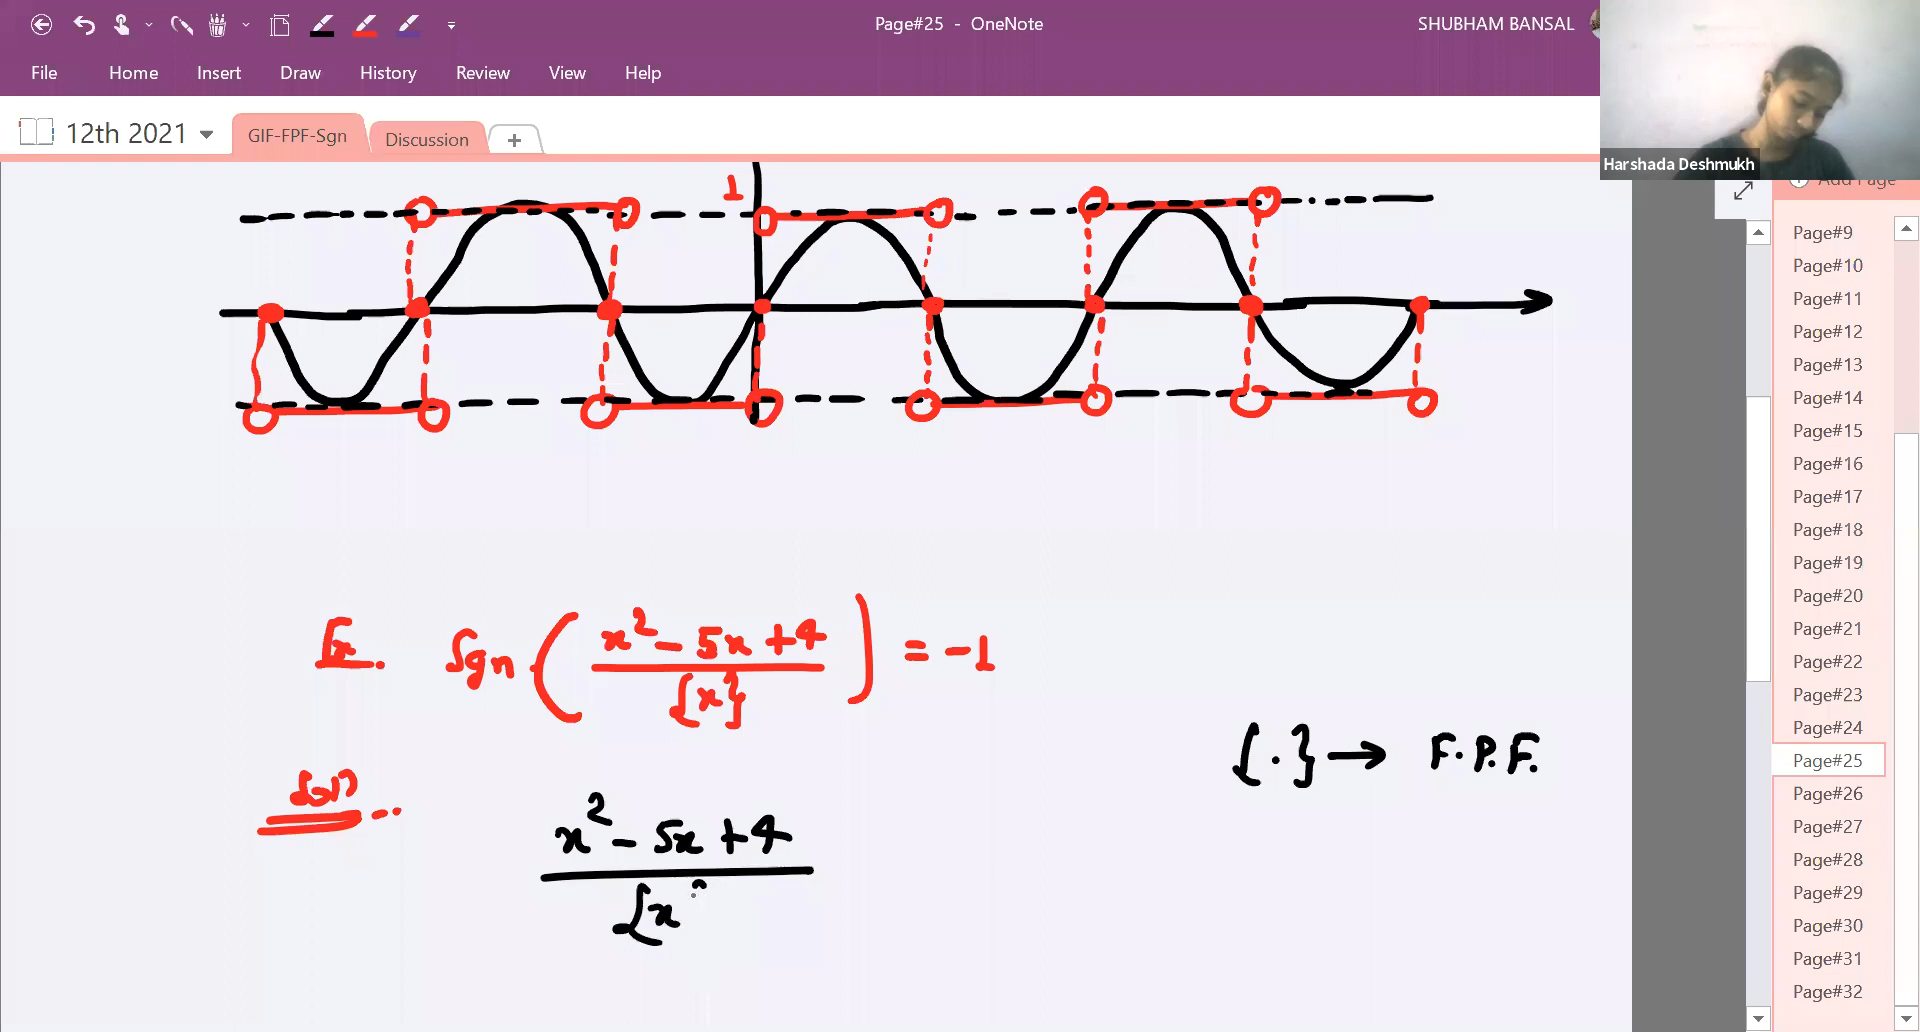 Page#25 - OneNote
SHUBHAM BANSAL
File Home Insert Draw History Review View Help
12th 2021
GIF-FPF-Sgn
Discussion
+
Harshada Deshmukh
Add Page
Page#9
Page#10
Page#11
Page#12
Page#13
Page#14
Page#15
Page#16
Page#17
Page#18
Page#19
Page#20
Page#21
Page#22
Page#23
Page#24
Page#25
Page#26
Page#27
Page#28
Page#29
Page#30
Page#31
Page#32
1
Ex. Sgn ( x² - 5x + 4 / {x} ) = -1
{·} → F.P.F.
Solⁿ
x² - 5x + 4
{x